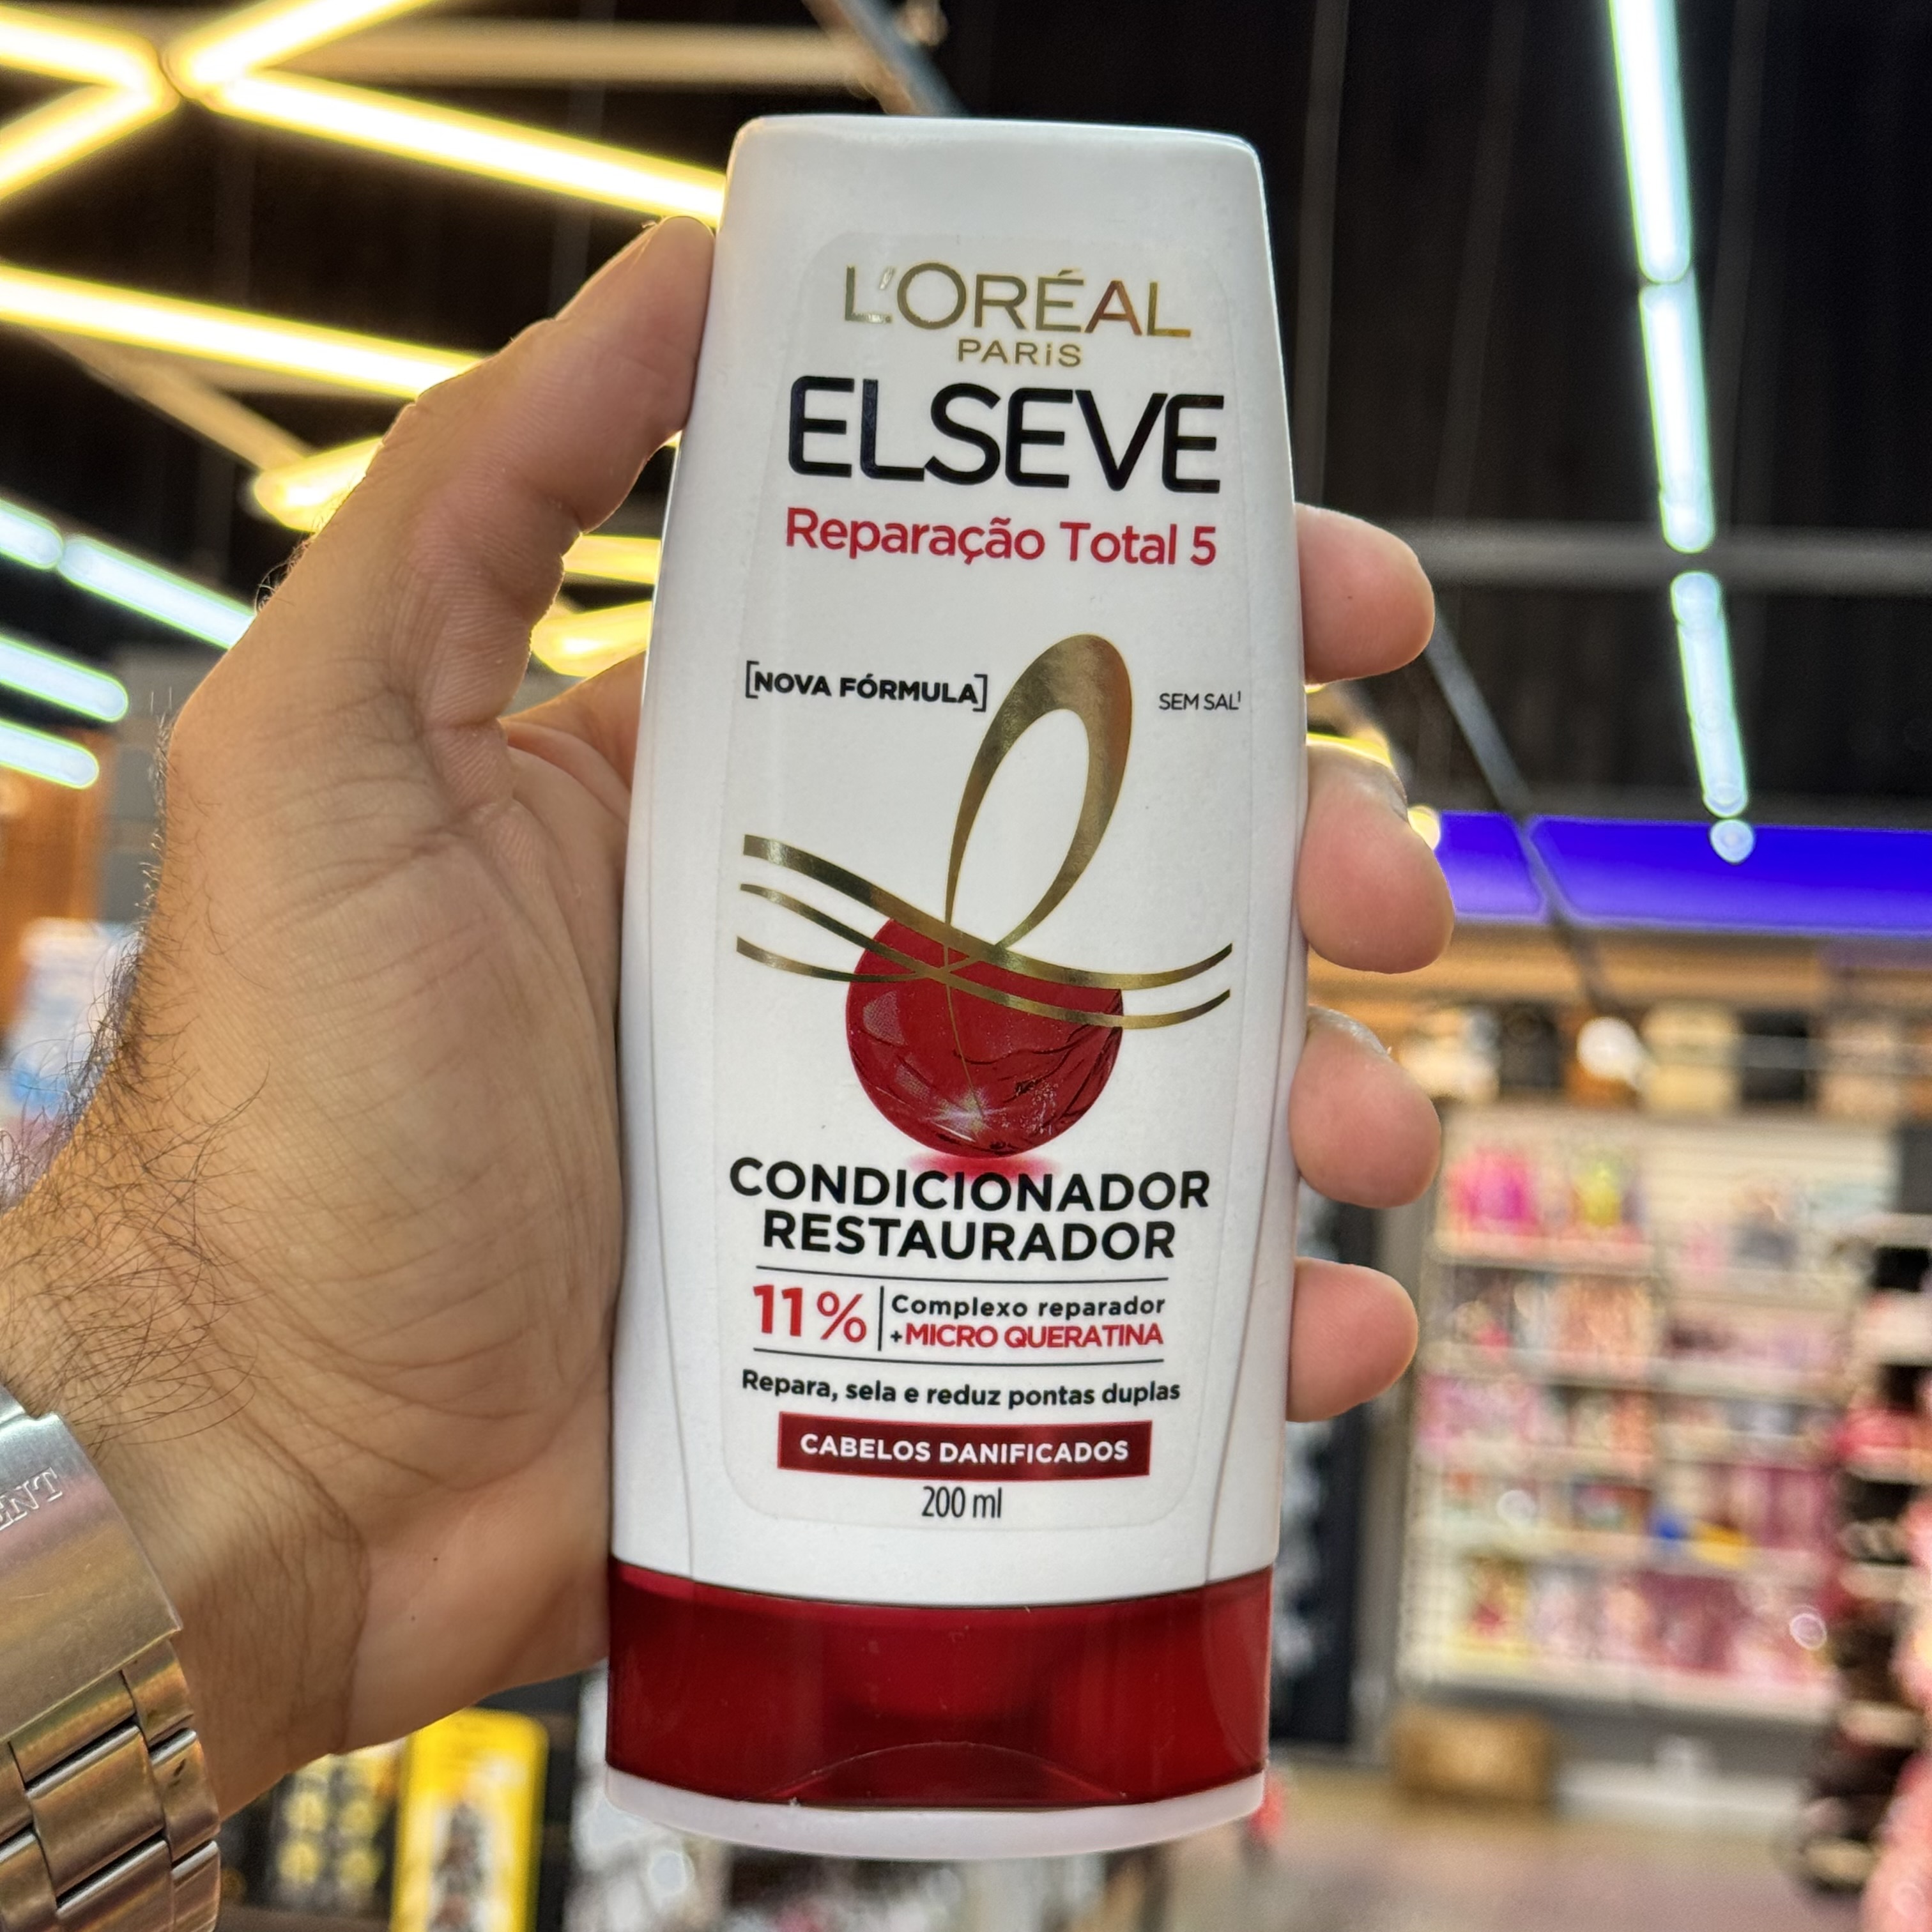 L'ORÉAL
PARIS
ELSEVE
Reparação Total 5
[NOVA FÓRMULA]
SEM SAL¹
CONDICIONADOR
RESTAURADOR
11% Complexo reparador
+MICRO QUERATINA
Repara, sela e reduz pontas duplas
CABELOS DANIFICADOS
200 ml